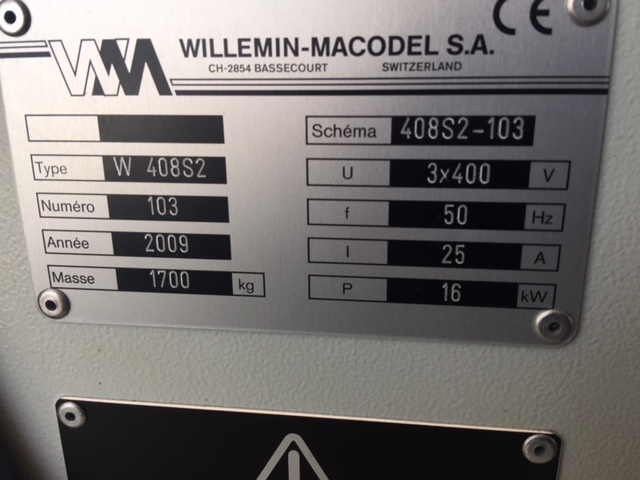 CE
WM WILLEMIN-MACODEL S.A.
CH-2854 BASSECOURT SWITZERLAND
Schéma 408S2-103
Type W 408S2
U 3x400 V
Numéro 103
f 50 Hz
Année 2009
I 25 A
Masse 1700 kg
P 16 kW